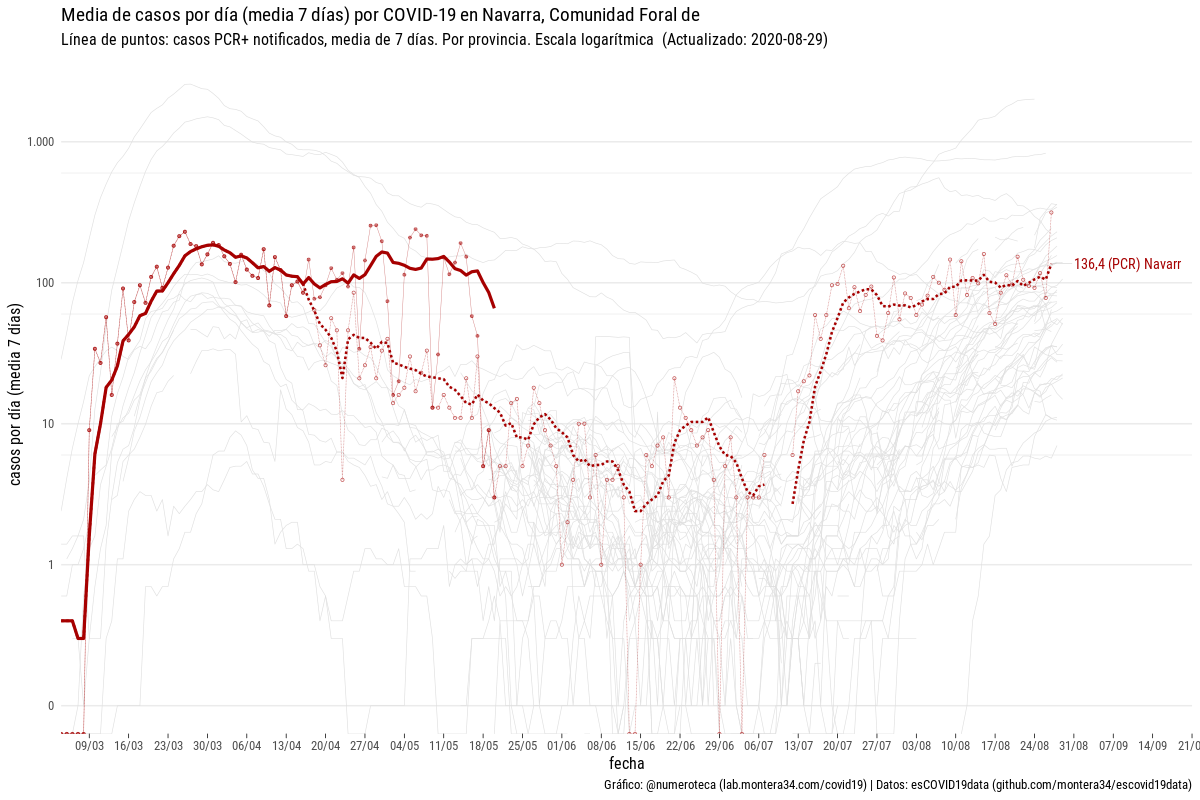 Media de casos por día (media 7 días) por COVID-19 en Navarra, Comunidad Foral de
Línea de puntos: casos PCR+ notificados, media de 7 días. Por provincia. Escala logarítmica (Actualizado: 2020-08-29)
casos por día (media 7 días)
1.000
100
10
1
0
136,4 (PCR) Navarr
09/03 16/03 23/03 30/03 06/04 13/04 20/04 27/04 04/05 11/05 18/05 25/05 01/06 08/06 15/06 22/06 29/06 06/07 13/07 20/07 27/07 03/08 10/08 17/08 24/08 31/08 07/09 14/09 21/0
fecha
Gráfico: @numeroteca (lab.montera34.com/covid19) | Datos: esCOVID19data (github.com/montera34/escovid19data)